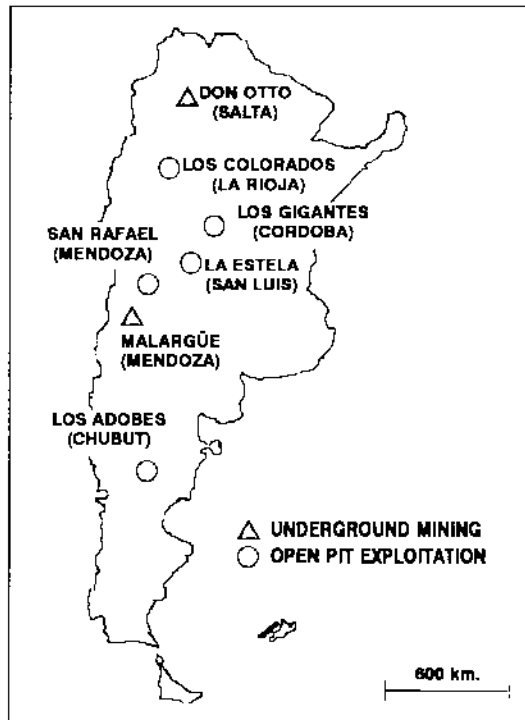 DON OTTO
(SALTA)
LOS COLORADOS
(LA RIOJA)
LOS GIGANTES
(CORDOBA)
SAN RAFAEL
(MENDOZA)
LA ESTELA
(SAN LUIS)
MALARGÜE
(MENDOZA)
LOS ADOBES
(CHUBUT)
UNDERGROUND MINING
OPEN PIT EXPLOITATION
600 km.